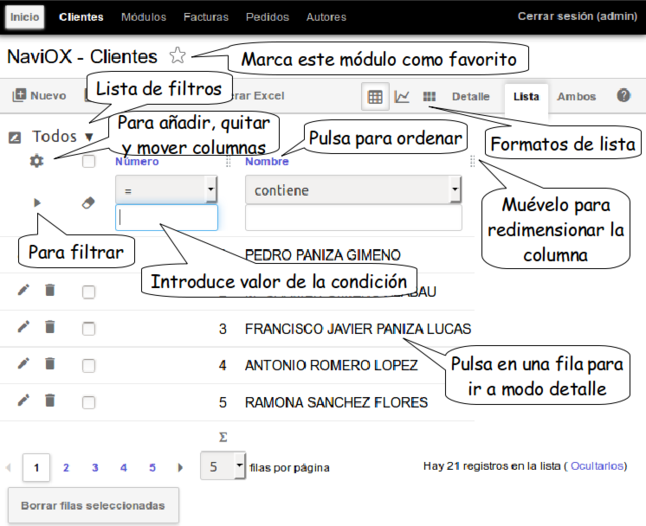 Inicio Clientes Módulos Facturas Pedidos Autores Cerrar sesión (admin)
NaviOX - Clientes
Marca este módulo como favorito
Nuevo
Excel
Detalle Lista Ambos ?
Lista de filtros
Todos
Para añadir, quitar
y mover columnas
Pulsa para ordenar
Formatos de lista
Número Nombre
= contiene
Muévelo para
redimensionar la
columna
Para filtrar
Introduce valor de la condición
PEDRO PANIZA GIMENO
3 FRANCISCO JAVIER PANIZA LUCAS
4 ANTONIO ROMERO LOPEZ
Pulsa en una fila para
ir a modo detalle
5 RAMONA SANCHEZ FLORES
Σ
1 2 3 4 5 5 filas por página Hay 21 registros en la lista ( Ocultarlos)
Borrar filas seleccionadas